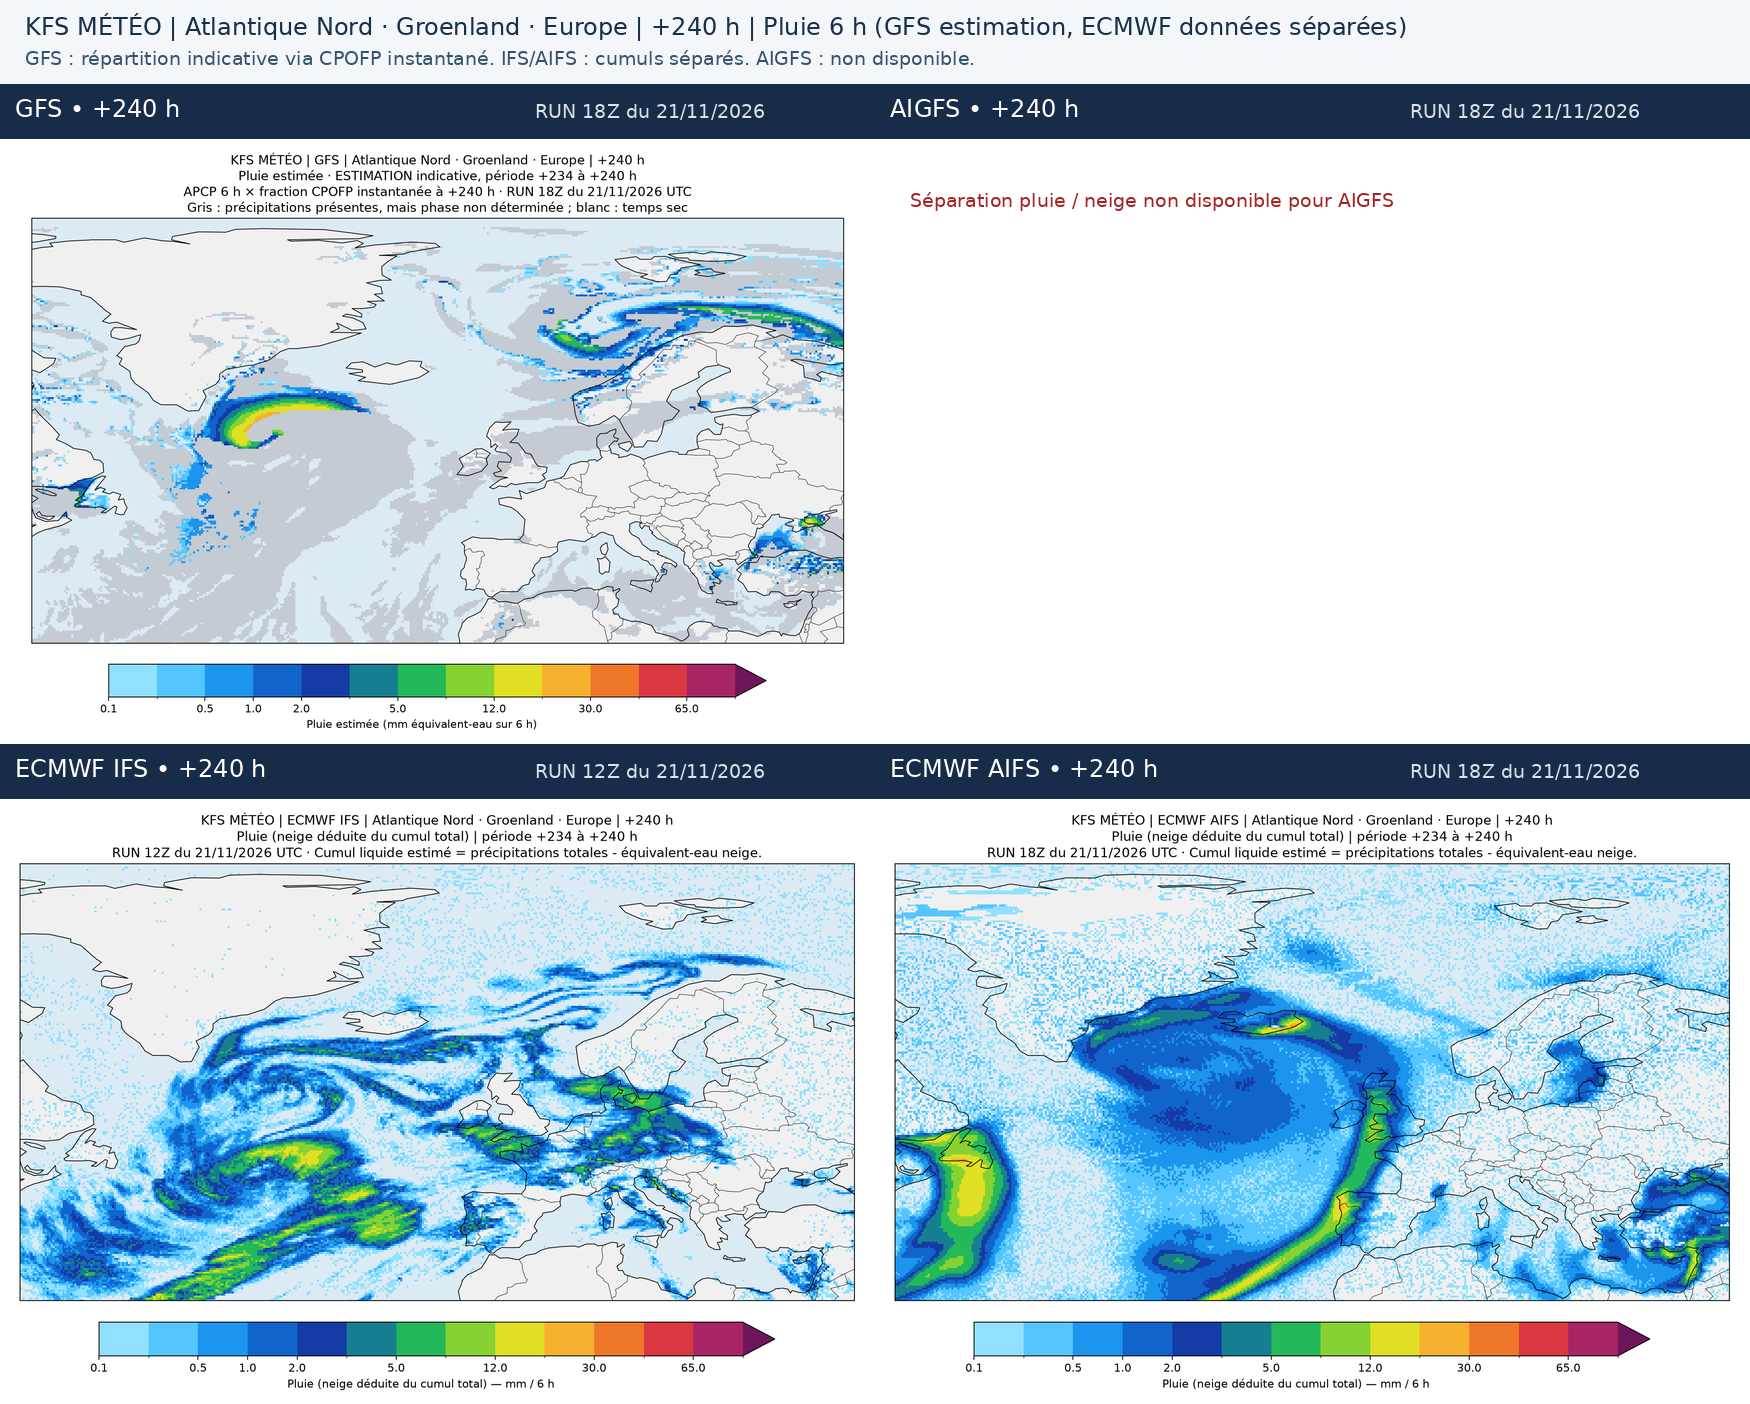 KFS MÉTÉO | Atlantique Nord · Groenland · Europe | +240 h | Pluie 6 h (GFS estimation, ECMWF données séparées)
GFS : répartition indicative via CPOFP instantané. IFS/AIFS : cumuls séparés. AIGFS : non disponible.
GFS • +240 h RUN 18Z du 21/11/2026
AIGFS • +240 h RUN 18Z du 21/11/2026
KFS MÉTÉO | GFS | Atlantique Nord · Groenland · Europe | +240 h
Pluie estimée · ESTIMATION indicative, période +234 à +240 h
APCP 6 h × fraction CPOFP instantanée à +240 h · RUN 18Z du 21/11/2026 UTC
Gris : précipitations présentes, mais phase non déterminée ; blanc : temps sec
0.1 0.5 1.0 2.0 5.0 12.0 30.0 65.0
Pluie estimée (mm équivalent-eau sur 6 h)
Séparation pluie / neige non disponible pour AIGFS
ECMWF IFS • +240 h RUN 12Z du 21/11/2026
ECMWF AIFS • +240 h RUN 18Z du 21/11/2026
KFS MÉTÉO | ECMWF IFS | Atlantique Nord · Groenland · Europe | +240 h
Pluie (neige déduite du cumul total) | période +234 à +240 h
RUN 12Z du 21/11/2026 UTC · Cumul liquide estimé = précipitations totales - équivalent-eau neige.
0.1 0.5 1.0 2.0 5.0 12.0 30.0 65.0
Pluie (neige déduite du cumul total) — mm / 6 h
KFS MÉTÉO | ECMWF AIFS | Atlantique Nord · Groenland · Europe | +240 h
Pluie (neige déduite du cumul total) | période +234 à +240 h
RUN 18Z du 21/11/2026 UTC · Cumul liquide estimé = précipitations totales - équivalent-eau neige.
0.1 0.5 1.0 2.0 5.0 12.0 30.0 65.0
Pluie (neige déduite du cumul total) — mm / 6 h